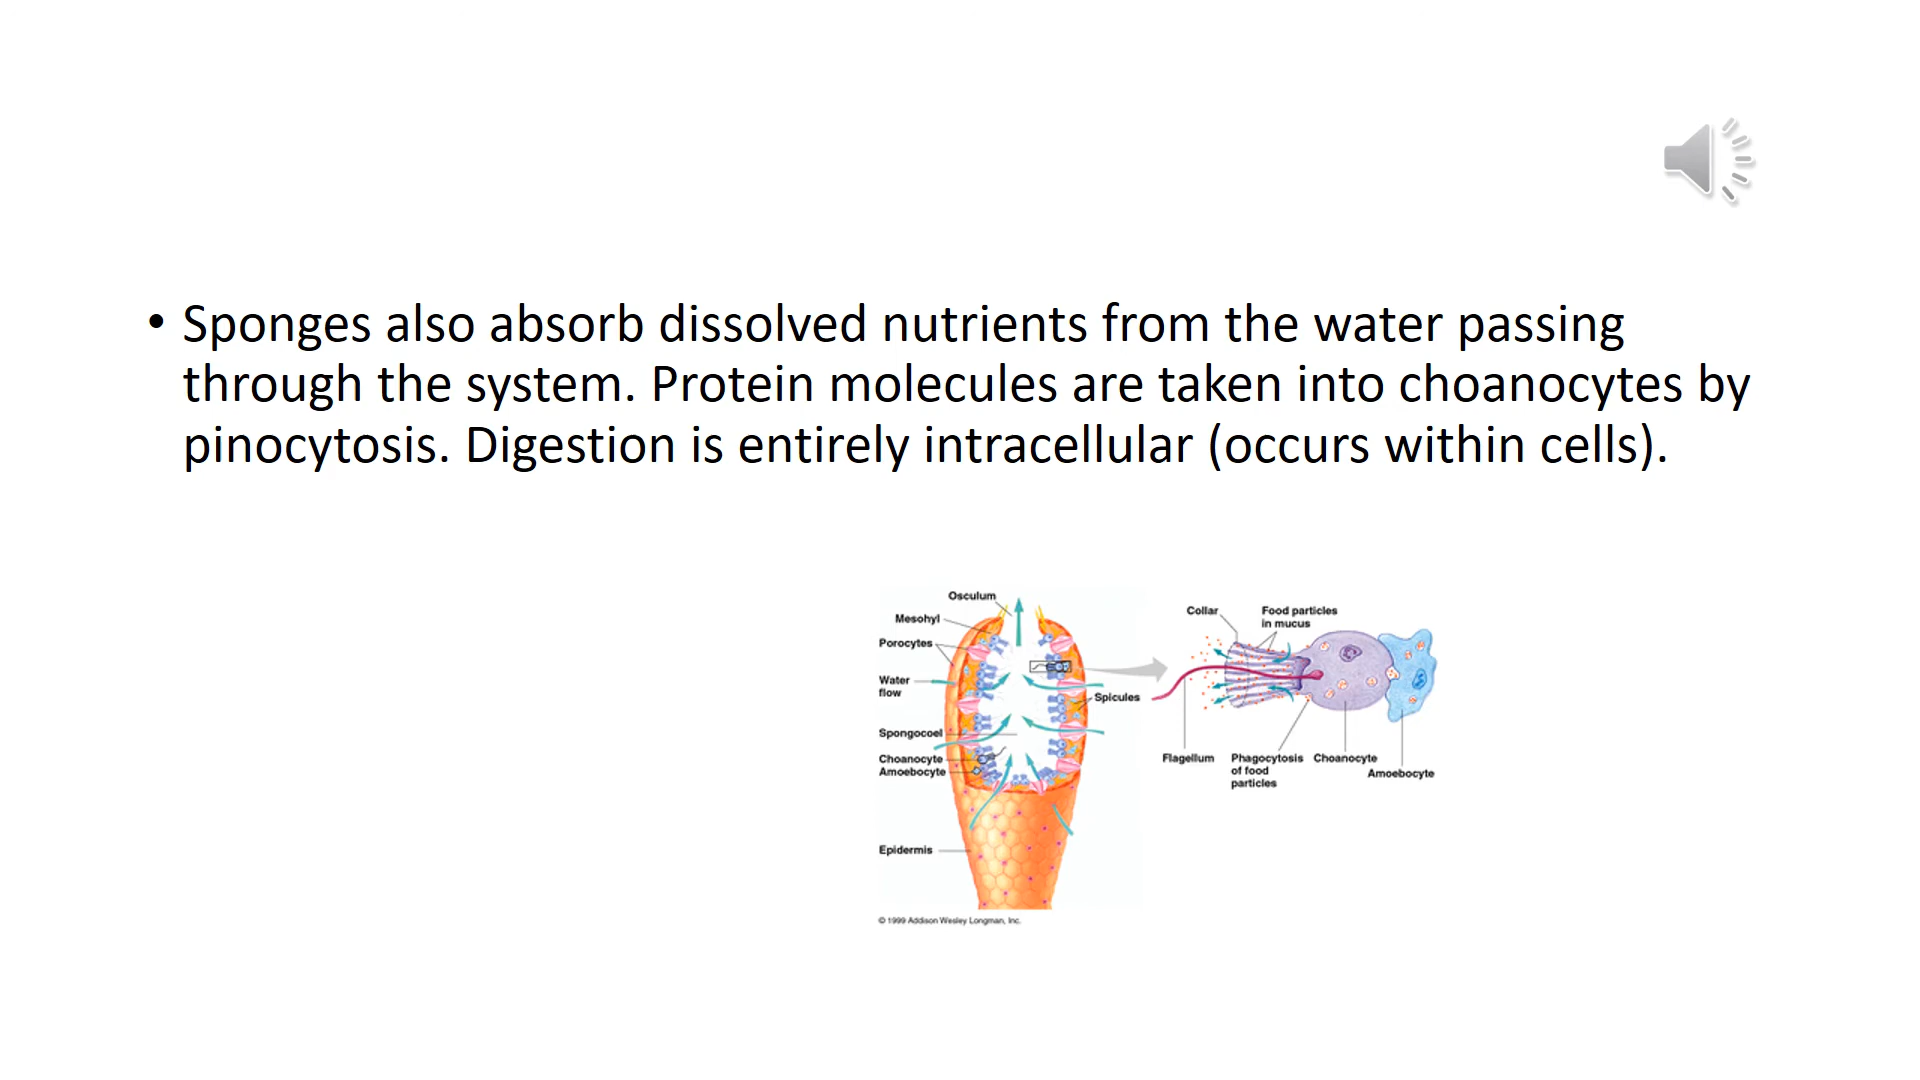 • Sponges also absorb dissolved nutrients from the water passing
through the system. Protein molecules are taken into choanocytes by
pinocytosis. Digestion is entirely intracellular (occurs within cells).
Osculum
Mesohyl
Porocytes
Water
flow
Spongocoel
Choanocyte
Amoebocyte
Epidermis
Spicules
© 1999 Addison Wesley Longman, Inc.
Collar
Food particles
in mucus
Flagellum
Phagocytosis
of food
particles
Choanocyte
Amoebocyte